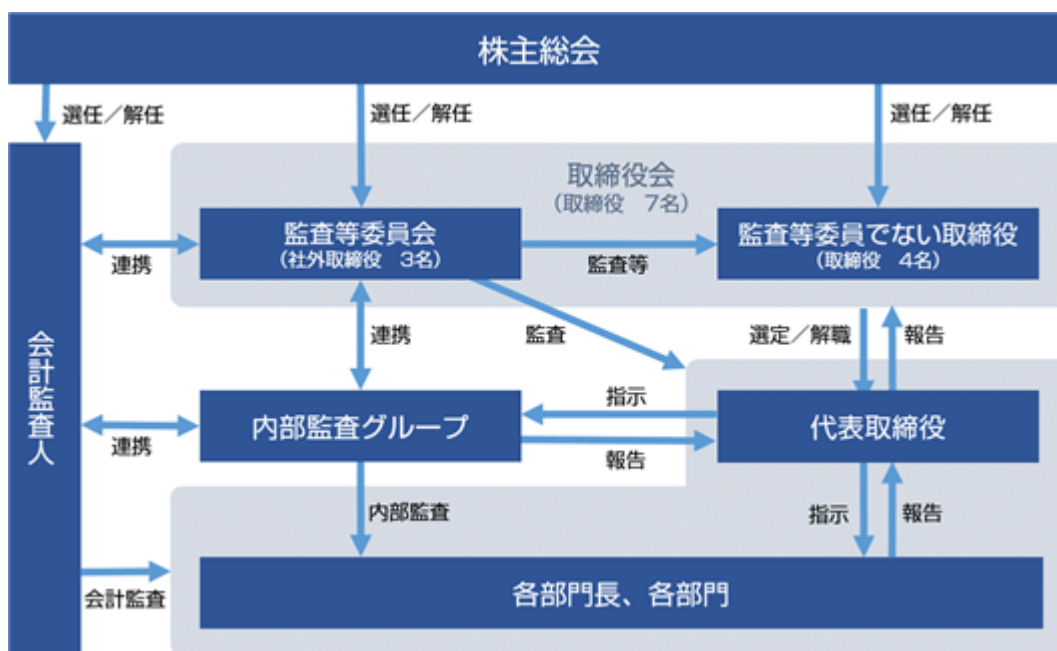 株主総会
選任／解任
選任／解任
選任／解任
取締役会
（取締役　7名）
監査等委員会
（社外取締役　3名）
監査等委員でない取締役
（取締役　4名）
連携
監査等
連携
監査
選定／解職
報告
会計監査人
内部監査グループ
指示
報告
代表取締役
連携
内部監査
指示
報告
会計監査
各部門長、各部門